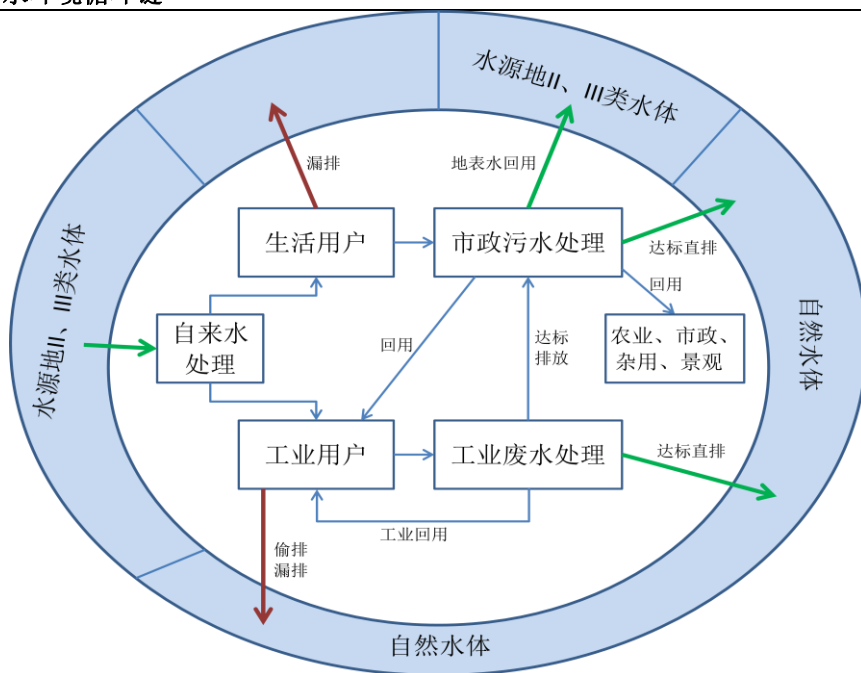 水源地II、III类水体
漏排
地表水回用
生活用户
市政污水处理
达标直排
回用
水源地II、III类水体
自来水
处理
回用
达标
排放
农业、市政、
杂用、景观
自然水体
工业用户
工业废水处理
达标直排
工业回用
偷排
漏排
自然水体